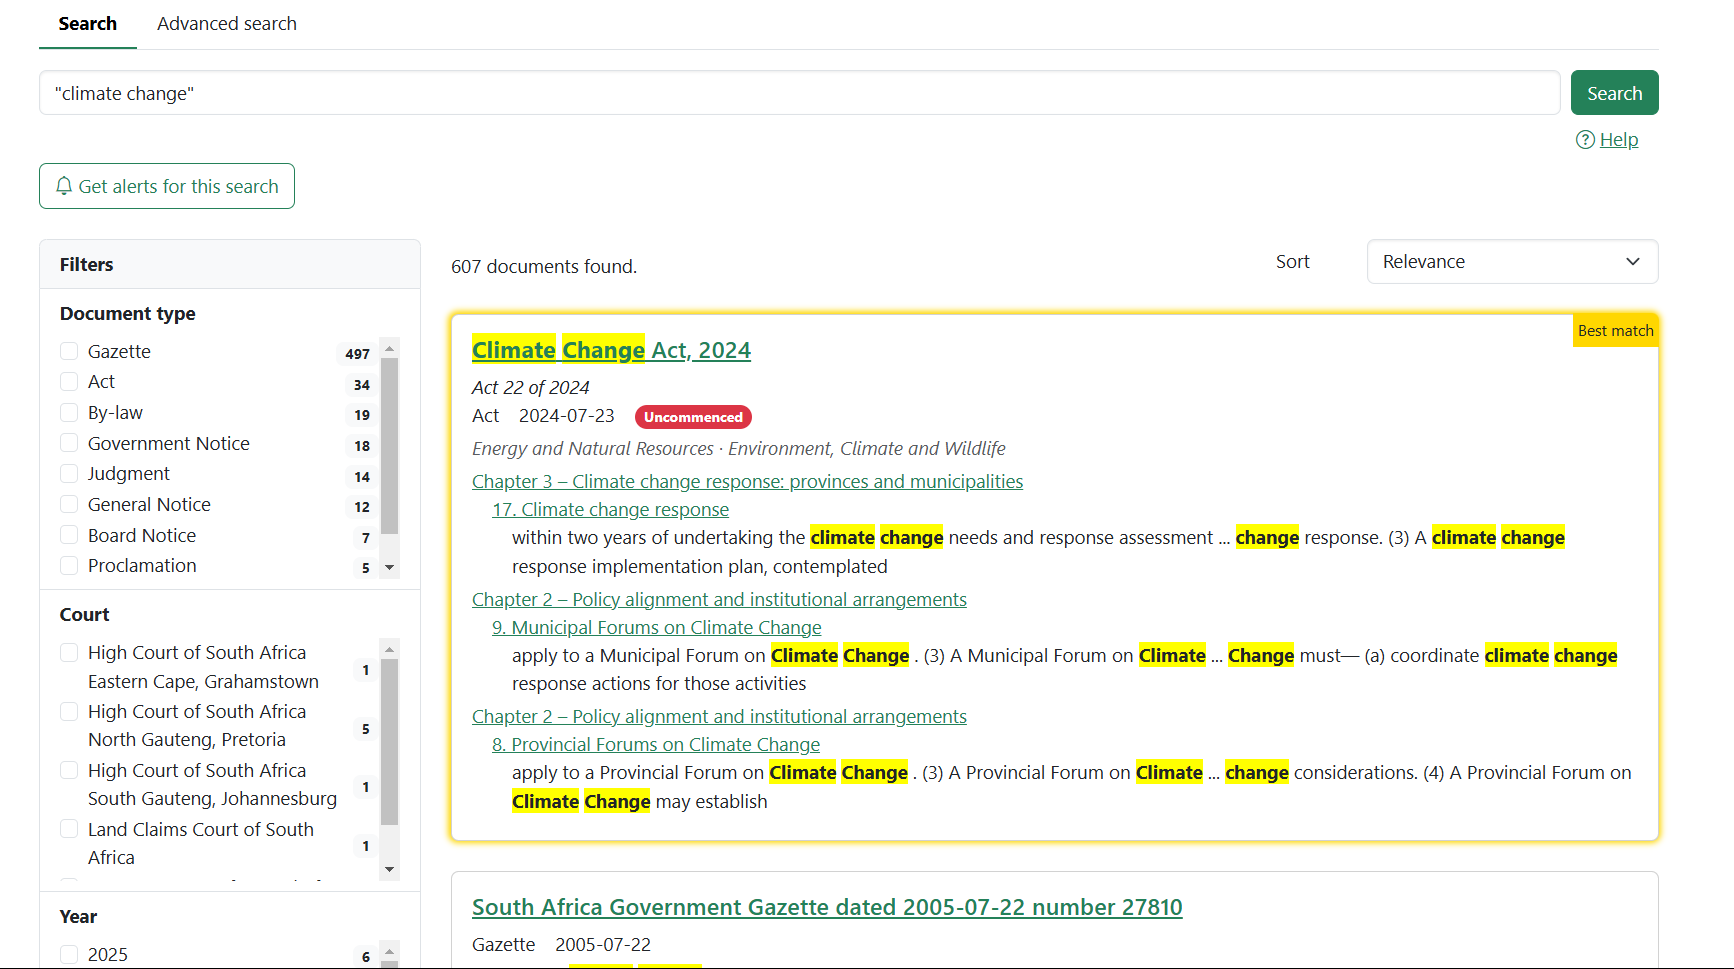 Search Advanced search
"climate change"
Search
Help
Get alerts for this search
Filters
Document type
Gazette 497
Act 34
By-law 19
Government Notice 18
Judgment 14
General Notice 12
Board Notice 7
Proclamation 5
Court
High Court of South Africa
Eastern Cape, Grahamstown 1
High Court of South Africa
North Gauteng, Pretoria 5
High Court of South Africa
South Gauteng, Johannesburg 1
Land Claims Court of South
Africa 1
Year
2025 6
607 documents found.
Sort Relevance
Best match
Climate Change Act, 2024
Act 22 of 2024
Act 2024-07-23 Uncommenced
Energy and Natural Resources · Environment, Climate and Wildlife
Chapter 3 – Climate change response: provinces and municipalities
17. Climate change response
within two years of undertaking the climate change needs and response assessment ... change response. (3) A climate change
response implementation plan, contemplated
Chapter 2 – Policy alignment and institutional arrangements
9. Municipal Forums on Climate Change
apply to a Municipal Forum on Climate Change . (3) A Municipal Forum on Climate ... Change must— (a) coordinate climate change
response actions for those activities
Chapter 2 – Policy alignment and institutional arrangements
8. Provincial Forums on Climate Change
apply to a Provincial Forum on Climate Change . (3) A Provincial Forum on Climate ... change considerations. (4) A Provincial Forum on
Climate Change may establish
South Africa Government Gazette dated 2005-07-22 number 27810
Gazette 2005-07-22